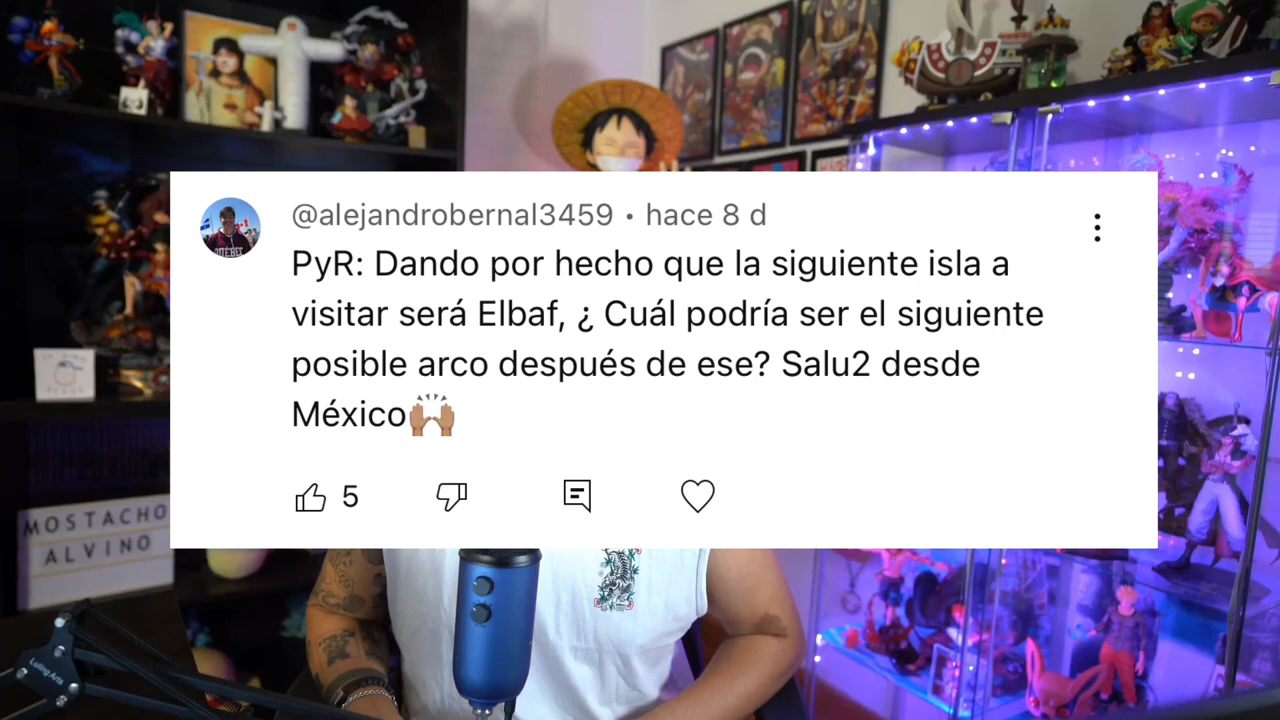 @alejandrobernal3459 • hace 8 d
PyR: Dando por hecho que la siguiente isla a
visitar será Elbaf, ¿ Cuál podría ser el siguiente
posible arco después de ese? Salu2 desde
México🙌🏽
5
MOSTACHO
ALVINO
QUÉBEC